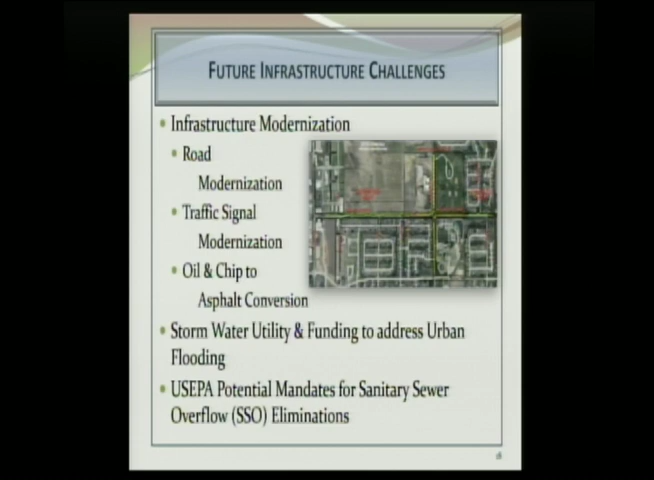 FUTURE INFRASTRUCTURE CHALLENGES
• Infrastructure Modernization
• Road
Modernization
• Traffic Signal
Modernization
• Oil & Chip to
Asphalt Conversion
• Storm Water Utility & Funding to address Urban
Flooding
• USEPA Potential Mandates for Sanitary Sewer
Overflow (SSO) Eliminations